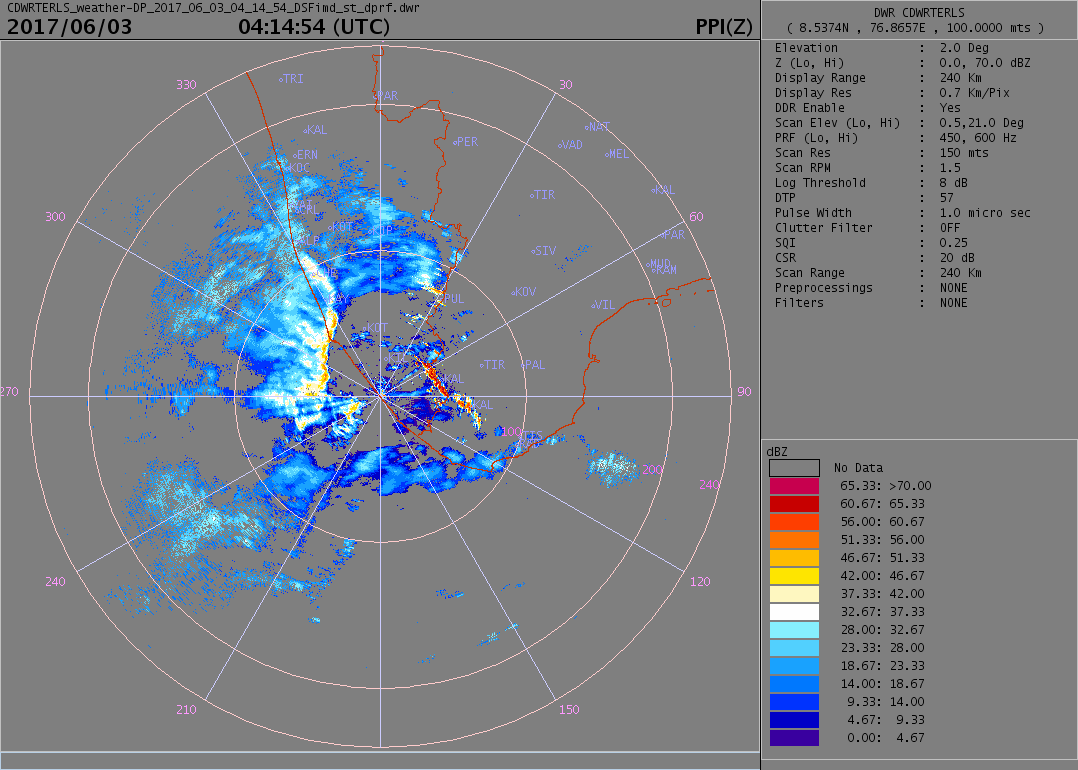 CDWRTERLS_weather-DP_2017_06_03_04_14_54_DSFimd_st_dprf.dwr
2017/06/03 04:14:54 (UTC) PPI(Z)
DWR CDWRTERLS
( 8.5374N , 76.8657E , 100.0000 mts )
Elevation : 2.0 Deg
Z (Lo, Hi) : 0.0, 70.0 dBZ
Display Range : 240 Km
Display Res : 0.7 Km/Pix
DDR Enable : Yes
Scan Elev (Lo, Hi) : 0.5,21.0 Deg
PRF (Lo, Hi) : 450, 600 Hz
Scan Res : 150 mts
Scan RPM : 1.5
Log Threshold : 8 dB
DTP : 57
Pulse Width : 1.0 micro sec
Clutter Filter : OFF
SQI : 0.25
CSR : 20 dB
Scan Range : 240 Km
Preprocessings : NONE
Filters : NONE
330
TRI
30
PAR
KAL
NAT
PER
VAD
ERN
MEL
KOC
TIR
KAL
300
60
PAR
SIV
MUD
RAM
KOV
PUL
VIL
KOT
TIR
PAL
270
90
KAL
100
200
240
240
120
210
150
dBZ
No Data
65.33: >70.00
60.67: 65.33
56.00: 60.67
51.33: 56.00
46.67: 51.33
42.00: 46.67
37.33: 42.00
32.67: 37.33
28.00: 32.67
23.33: 28.00
18.67: 23.33
14.00: 18.67
9.33: 14.00
4.67: 9.33
0.00: 4.67